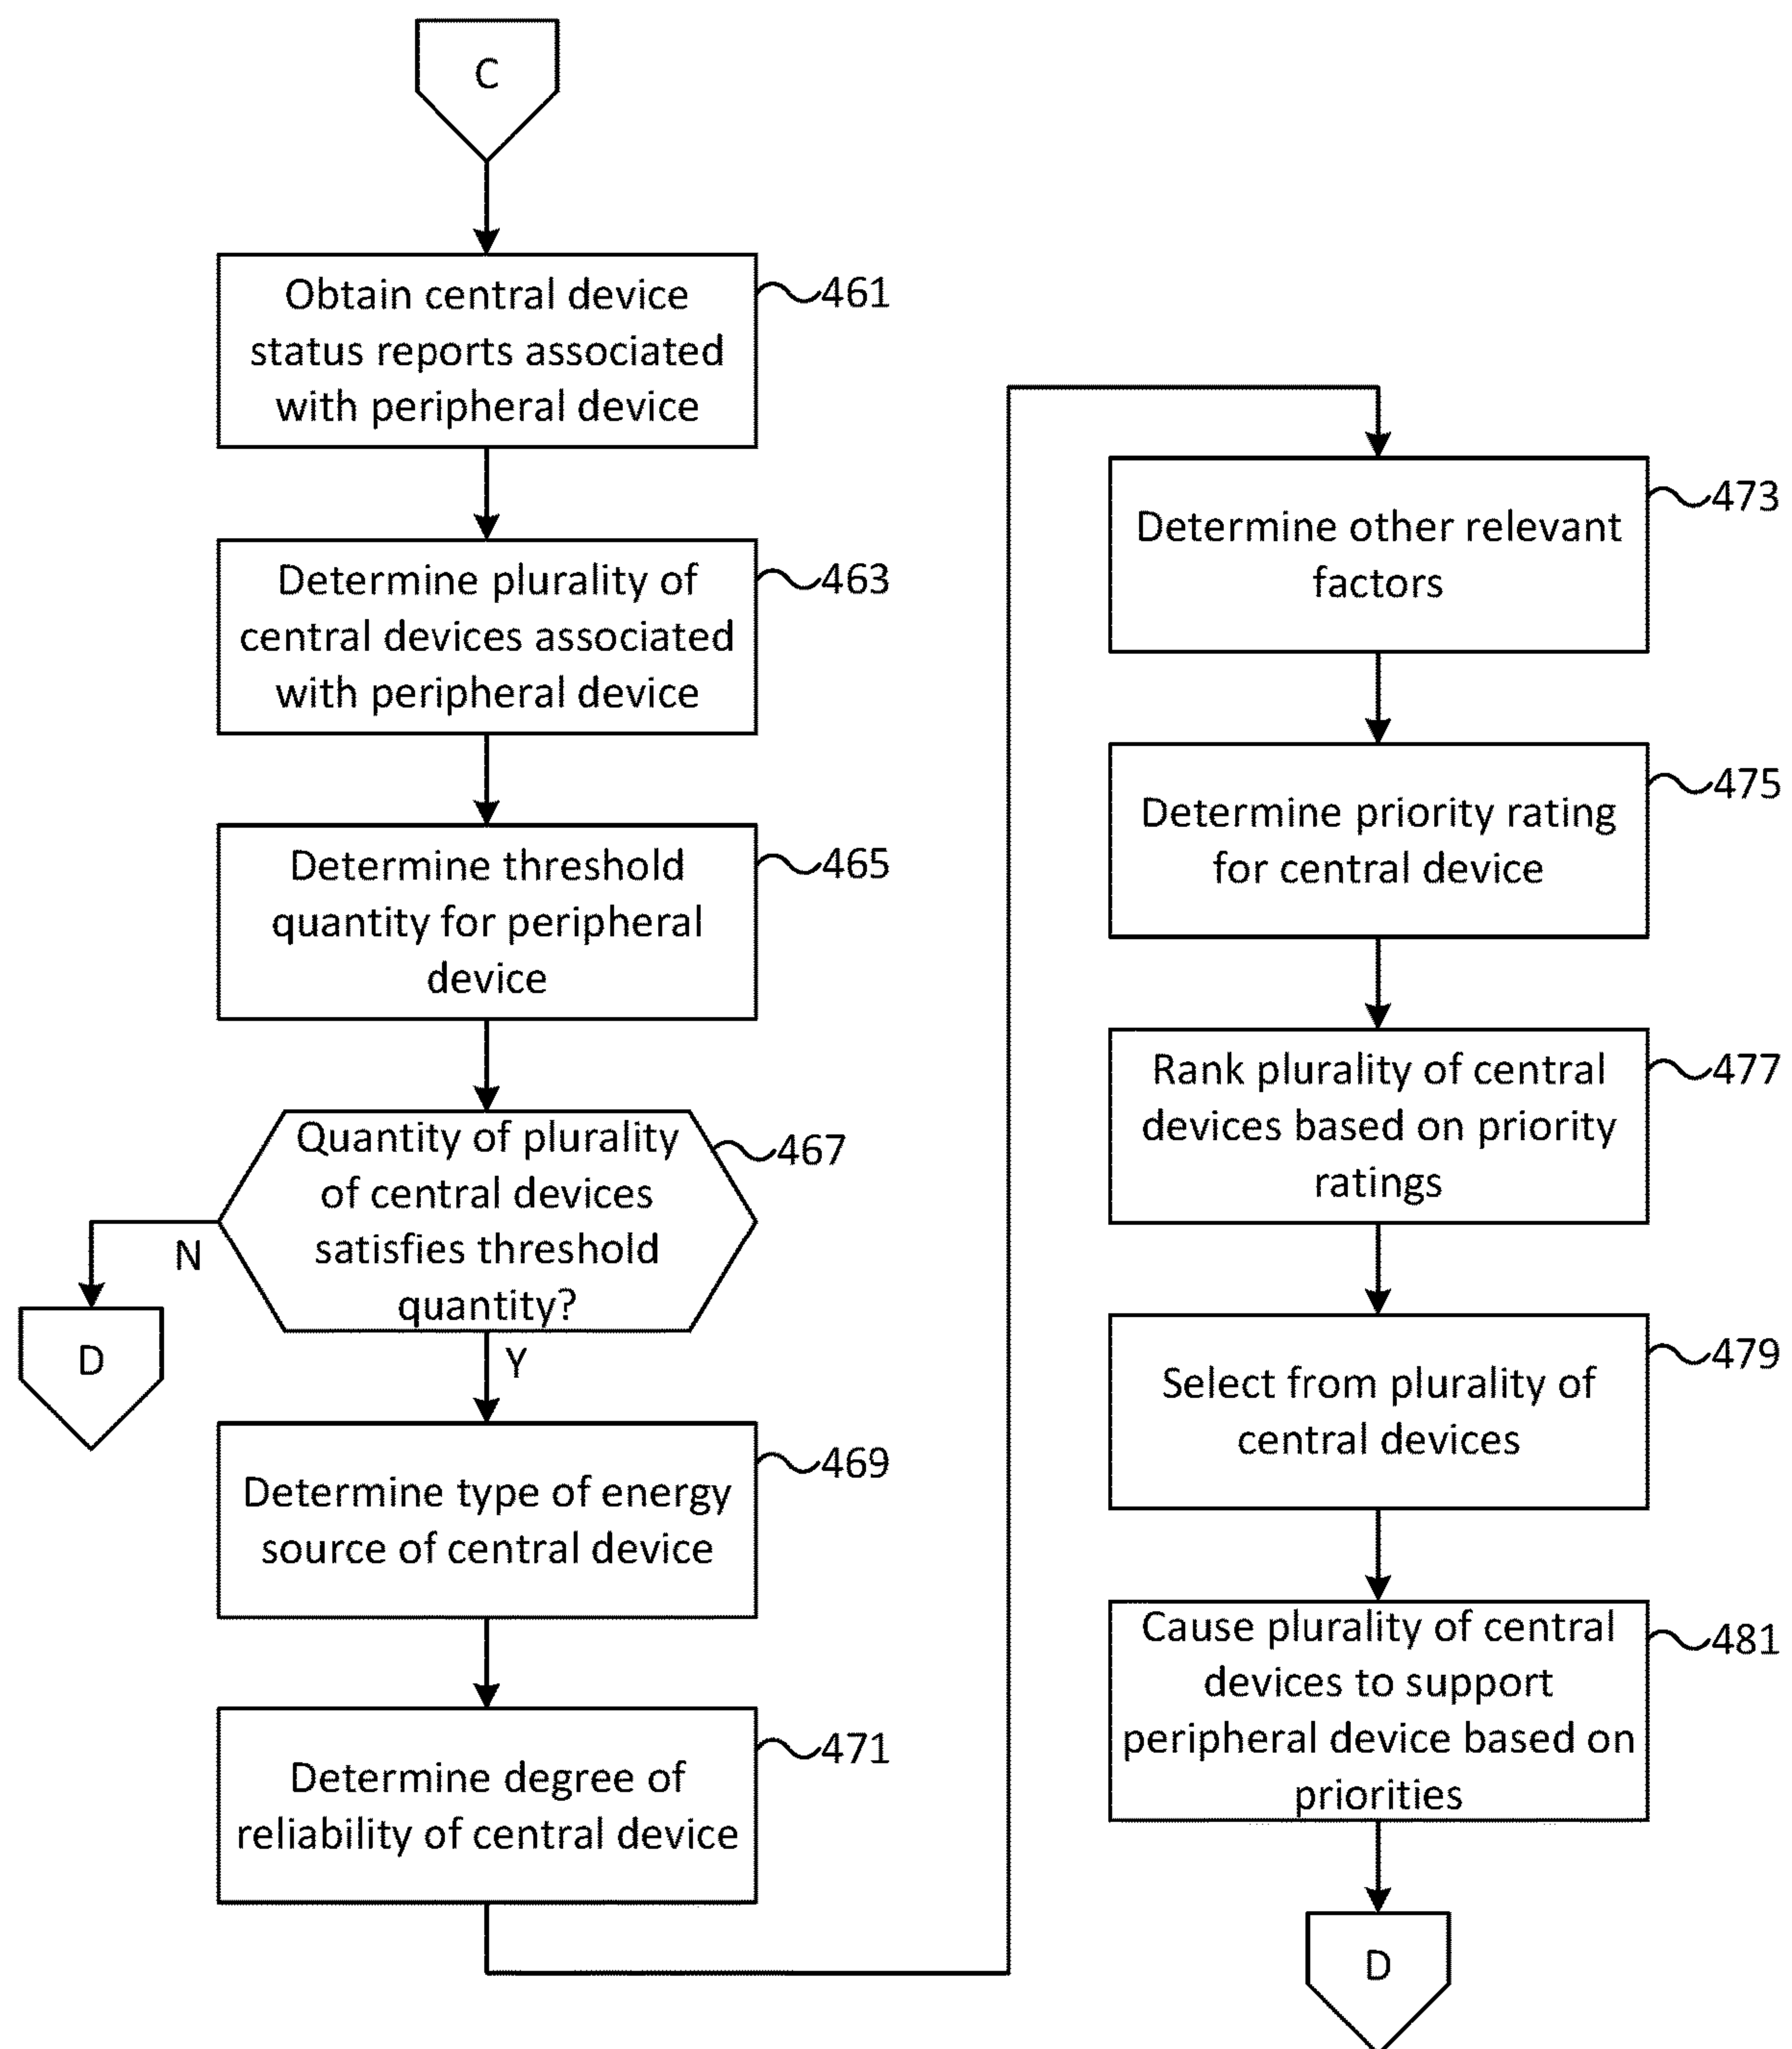 C
Obtain central device
status reports associated
with peripheral device
461
Determine plurality of
central devices associated
with peripheral device
463
Determine threshold
quantity for peripheral
device
465
Quantity of plurality
of central devices
satisfies threshold
quantity?
467
N
D
Y
Determine type of energy
source of central device
469
Determine degree of
reliability of central device
471
Determine other relevant
factors
473
Determine priority rating
for central device
475
Rank plurality of central
devices based on priority
ratings
477
Select from plurality of
central devices
479
Cause plurality of central
devices to support
peripheral device based on
priorities
481
D